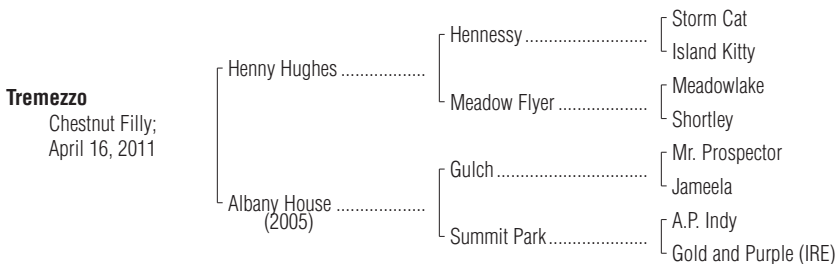 Storm Cat
Hennessy ..........................
Island Kitty
Henny Hughes ..................
Meadowlake
Meadow Flyer ...................
Shortley
Tremezzo
Chestnut Filly;
April 16, 2011
Mr. Prospector
Gulch ................................
Jameela
Albany House ...................
(2005)
A.P. Indy
Summit Park .....................
Gold and Purple (IRE)